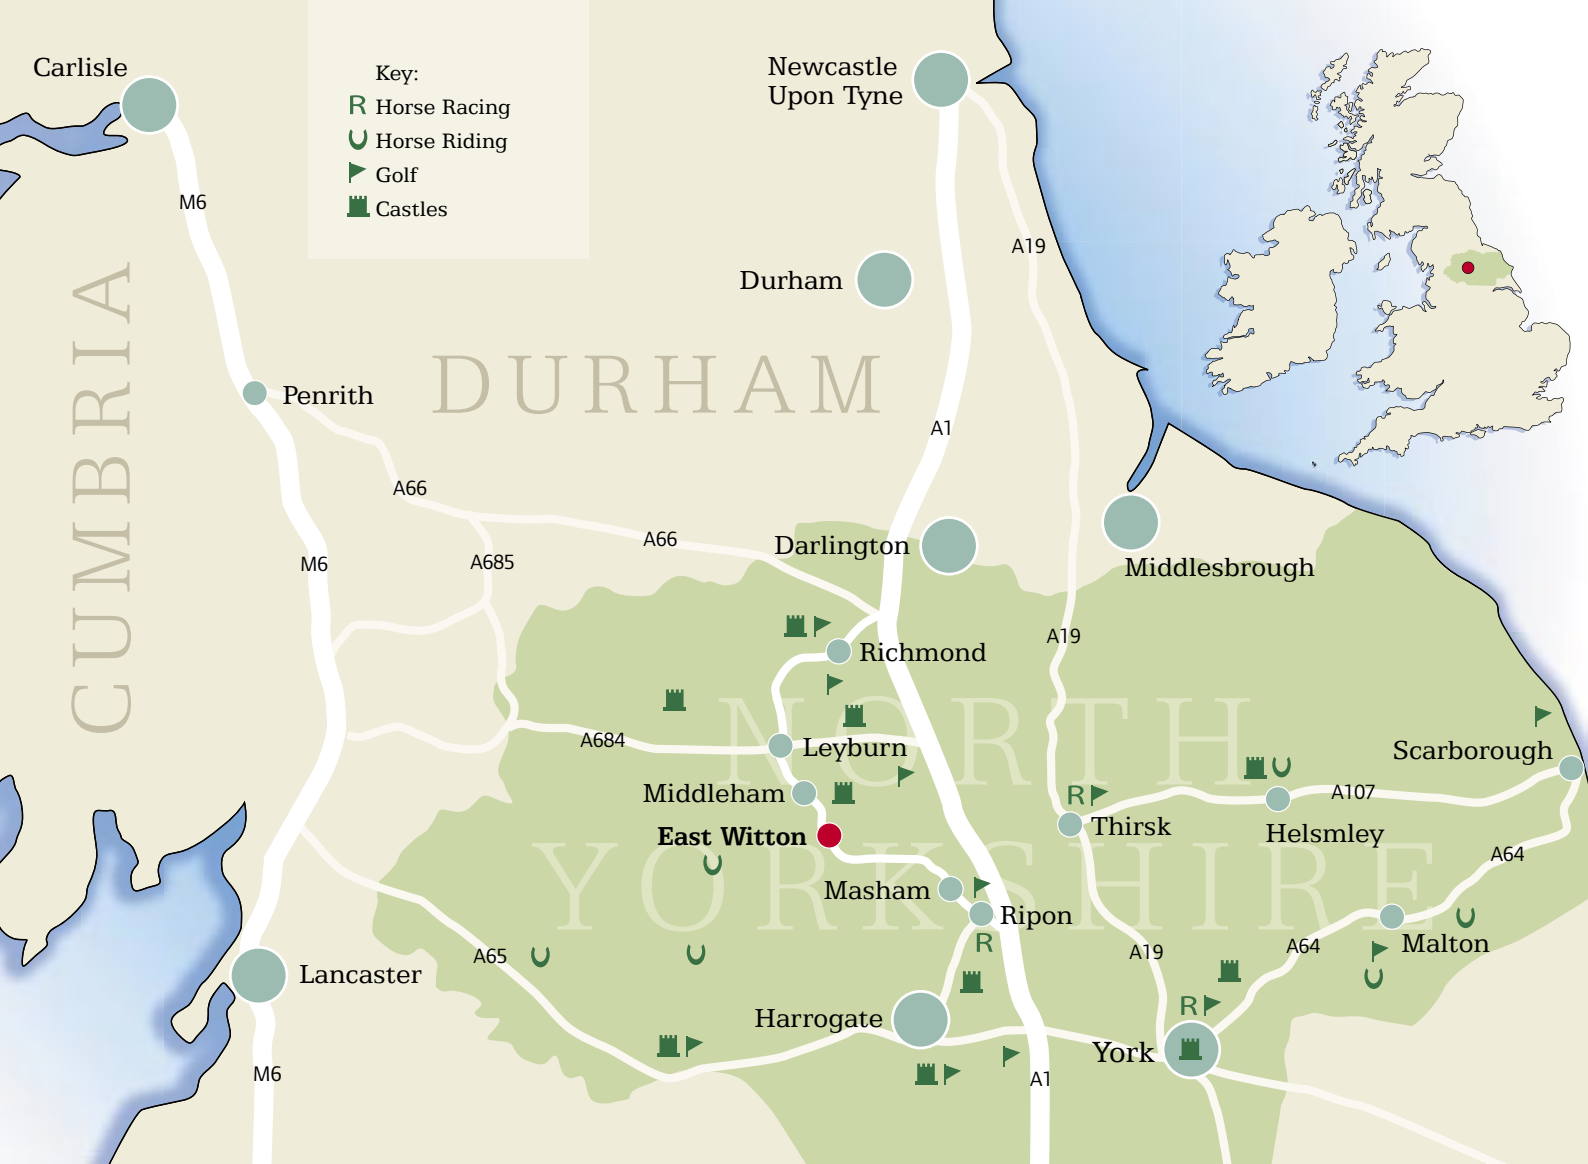 Carlisle
Key:
R Horse Racing
Horse Riding
Golf
Castles
Newcastle
Upon Tyne
M6
A19
Durham
CUMBRIA
DURHAM
Penrith
A1
A66
A66
Darlington
A685
M6
Middlesbrough
A19
Richmond
NORTH
A684
Leyburn
Scarborough
Middleham
R
A107
East Witton
Thirsk
Helsmley
YORKSHIRE
A64
Masham
Ripon
R
A65
A19
A64
Malton
Lancaster
R
Harrogate
York
M6
A1